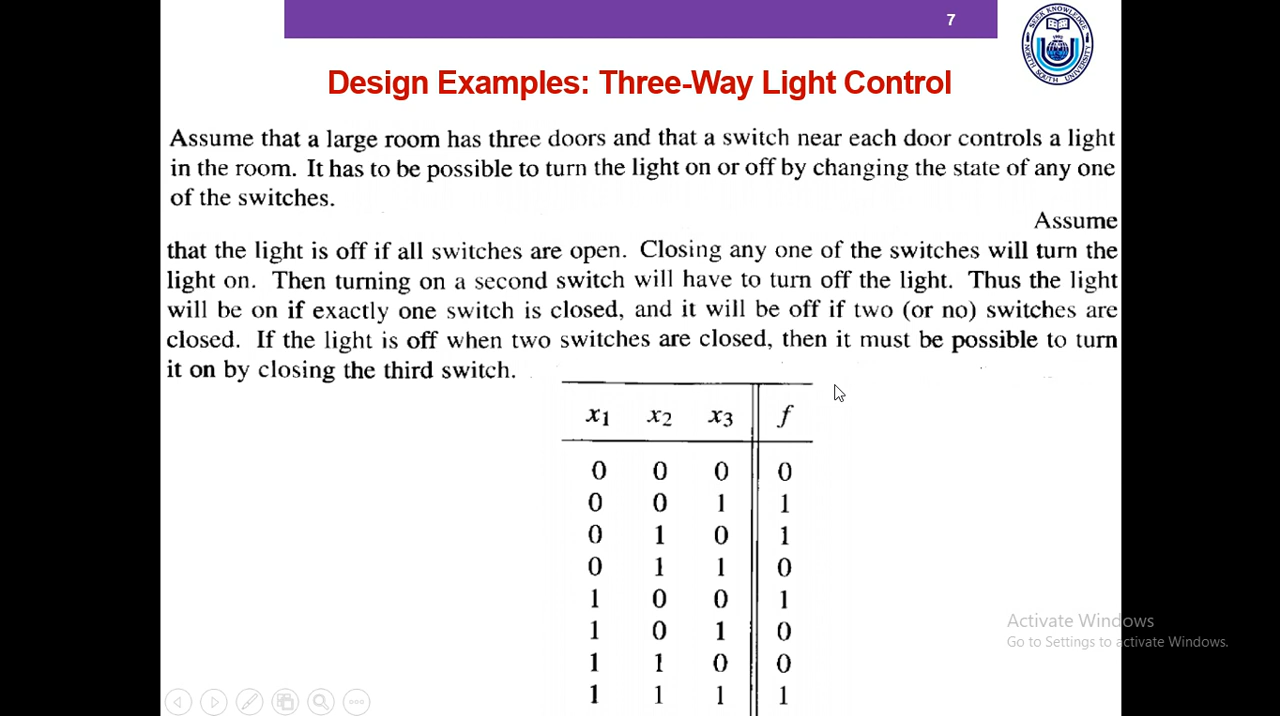 7
SEEK KNOWLEDGE
NORTH SOUTH UNIVERSITY
Design Examples: Three-Way Light Control
Assume that a large room has three doors and that a switch near each door controls a light
in the room. It has to be possible to turn the light on or off by changing the state of any one
of the switches.
Assume
that the light is off if all switches are open. Closing any one of the switches will turn the
light on. Then turning on a second switch will have to turn off the light. Thus the light
will be on if exactly one switch is closed, and it will be off if two (or no) switches are
closed. If the light is off when two switches are closed, then it must be possible to turn
it on by closing the third switch.
x1 x2 x3 f
0 0 0 0
0 0 1 1
0 1 0 1
0 1 1 0
1 0 0 1
1 0 1 0
1 1 0 0
1 1 1 1
Activate Windows
Go to Settings to activate Windows.